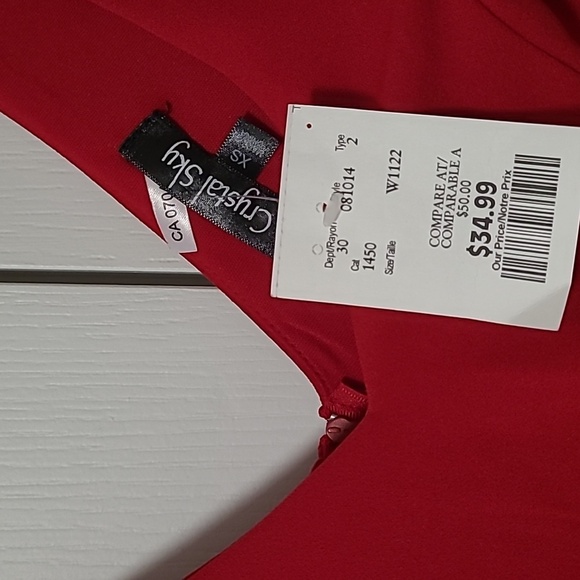 Crystal Sky
XS
CA 070
Dept/Rayon
30
081014
Type
2
Cat
1450
Size/Taille
W1122
COMPARE AT/
COMPARABLE A
$50.00
$34.99
Our Price/Notre Prix